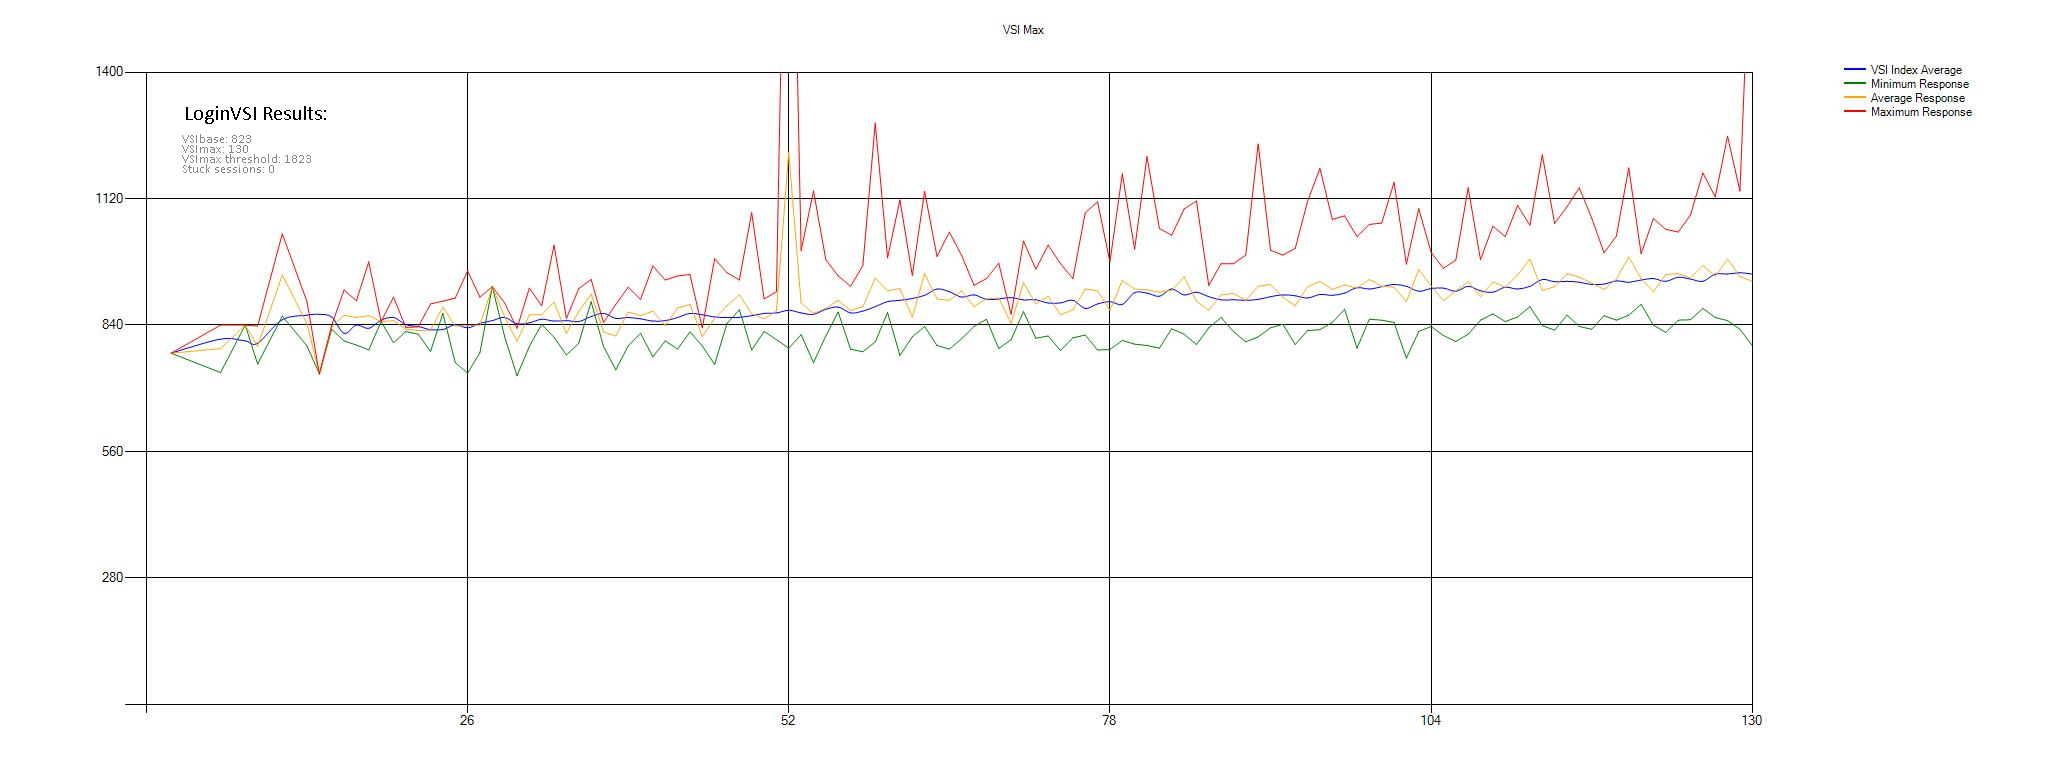 VSI Max
1400
1120
840
560
280
LoginVSI Results:
VSIbase: 823
VSImax: 130
VSImax threshold: 1823
Stuck sessions: 0
26
52
78
104
130
VSI Index Average
Minimum Response
Average Response
Maximum Response